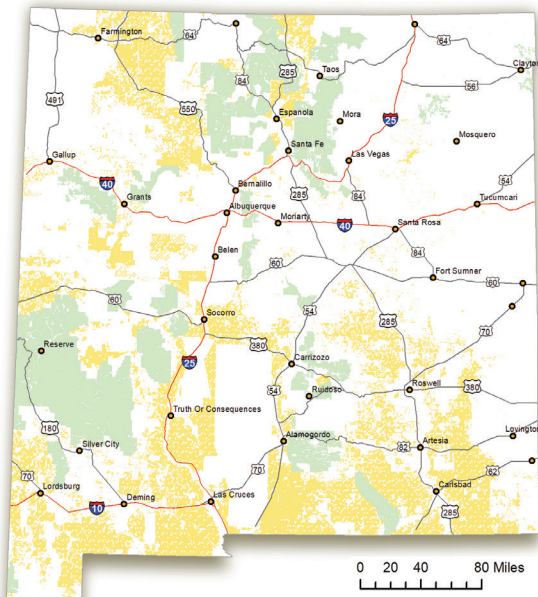 Farmington
64
64
Clayton
285
Taos
84
56
491
550
Espanola
Mora
25
Mosquero
Santa Fe
Gallup
Las Vegas
40
Bernalillo
285
84
54
Grants
Albuquerque
Tucumcari
Moriarty
40
Santa Rosa
Belen
84
60
Fort Sumner
60
60
54
285
Socorro
70
380
Reserve
25
Carrizozo
54
Ruidoso
Roswell
380
Truth Or Consequences
180
Alamogordo
Lovington
Silver City
82
Artesia
70
70
62
Lordsburg
Las Cruces
Carlsbad
10
Deming
285
0 20 40 80 Miles